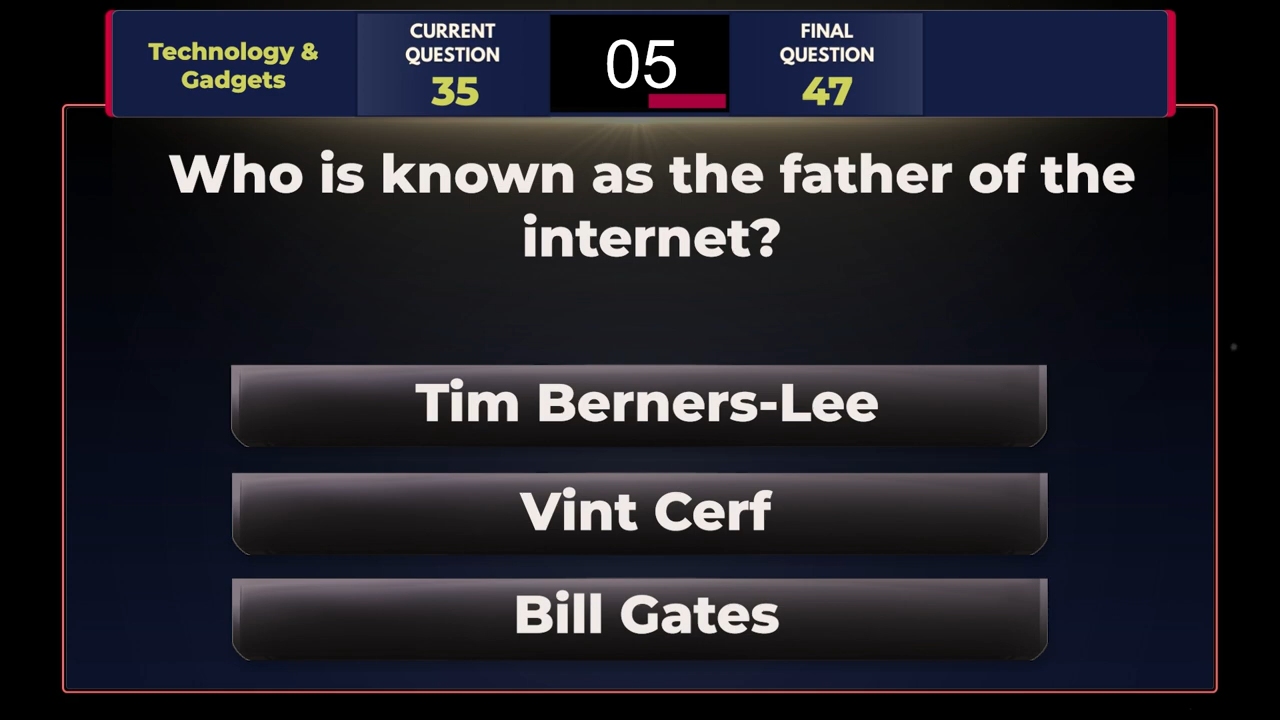 Technology &
Gadgets
CURRENT
QUESTION
35
05
FINAL
QUESTION
47
Who is known as the father of the
internet?
Tim Berners-Lee
Vint Cerf
Bill Gates